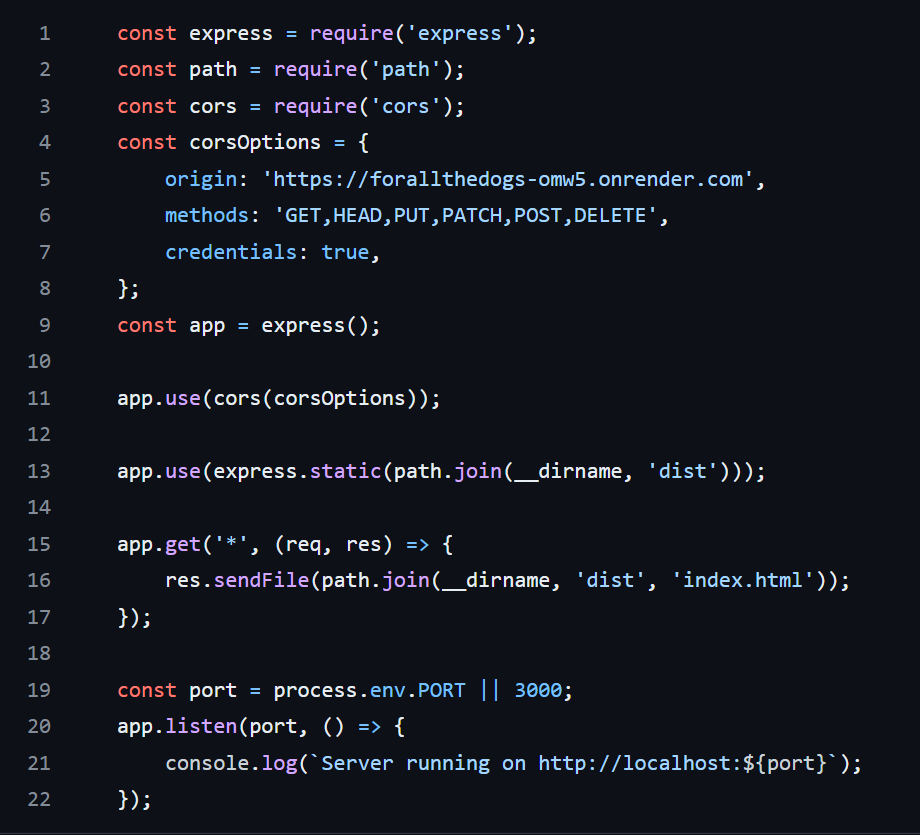 1 const express = require('express');
2 const path = require('path');
3 const cors = require('cors');
4 const corsOptions = {
5     origin: 'https://forallthedogs-omw5.onrender.com',
6     methods: 'GET,HEAD,PUT,PATCH,POST,DELETE',
7     credentials: true,
8 };
9 const app = express();
10
11 app.use(cors(corsOptions));
12
13 app.use(express.static(path.join(__dirname, 'dist')));
14
15 app.get('*', (req, res) => {
16     res.sendFile(path.join(__dirname, 'dist', 'index.html'));
17 });
18
19 const port = process.env.PORT || 3000;
20 app.listen(port, () => {
21     console.log(`Server running on http://localhost:${port}`);
22 });